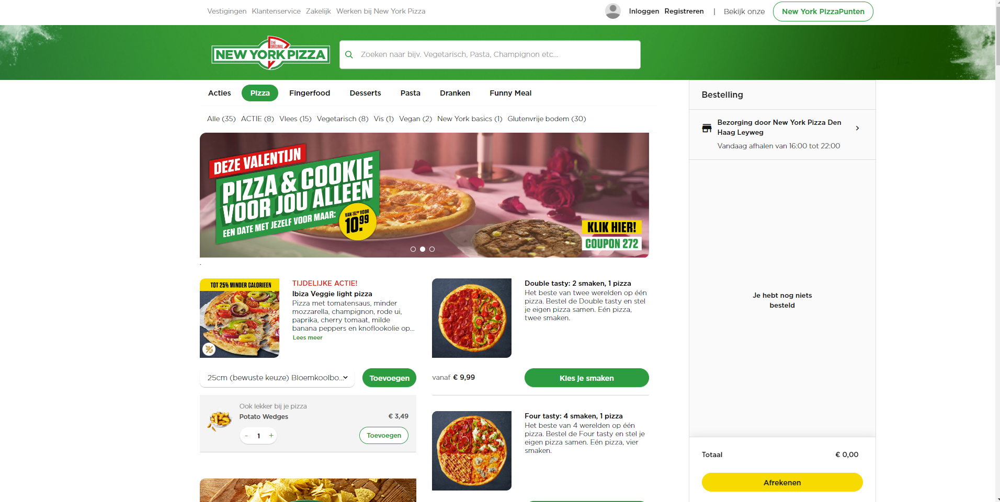 Vestigingen Klantenservice Zakelijk Werken bij New York Pizza
Inloggen Registreren | Bekijk onze New York PizzaPunten
THE ORIGINAL
NEW YORK PIZZA
Zoeken naar bijv. Vegetarisch, Pasta, Champignon etc...
Acties Pizza Fingerfood Desserts Pasta Dranken Funny Meal
Alle (35) ACTIE (8) Vlees (15) Vegetarisch (8) Vis (1) Vegan (2) New York basics (1) Glutenvrije bodem (30)
DEZE VALENTIJN
PIZZA & COOKIE
VOOR JOU ALLEEN
EEN DATE MET JEZELF VOOR MAAR:
10.99
KLIK HIER!
COUPON 272
.
TOT 25% MINDER CALORIEEN
TIJDELIJKE ACTIE!
Ibiza Veggie light pizza
Pizza met tomatensaus, minder
mozzarella, champignon, rode ui,
paprika, cherry tomaat, milde
banana peppers en knoflookolie op...
Lees meer
25cm (bewuste keuze) Bloemkoolbo...
Toevoegen
Ook lekker bij je pizza
Potato Wedges
€ 3,49
- 1 +
Toevoegen
Double tasty: 2 smaken, 1 pizza
Het beste van twee werelden op één
pizza. Bestel de Double tasty en stel
je eigen pizza samen. Eén pizza,
twee smaken.
vanaf € 9,99
Kies je smaken
Four tasty: 4 smaken, 1 pizza
Het beste van 4 werelden op één
pizza. Bestel de Four tasty en stel je
eigen pizza samen. Eén pizza, vier
smaken.
Bestelling
Bezorging door New York Pizza Den
Haag Leyweg
Vandaag afhalen van 16:00 tot 22:00
Je hebt nog niets
besteld
Totaal
€ 0,00
Afrekenen